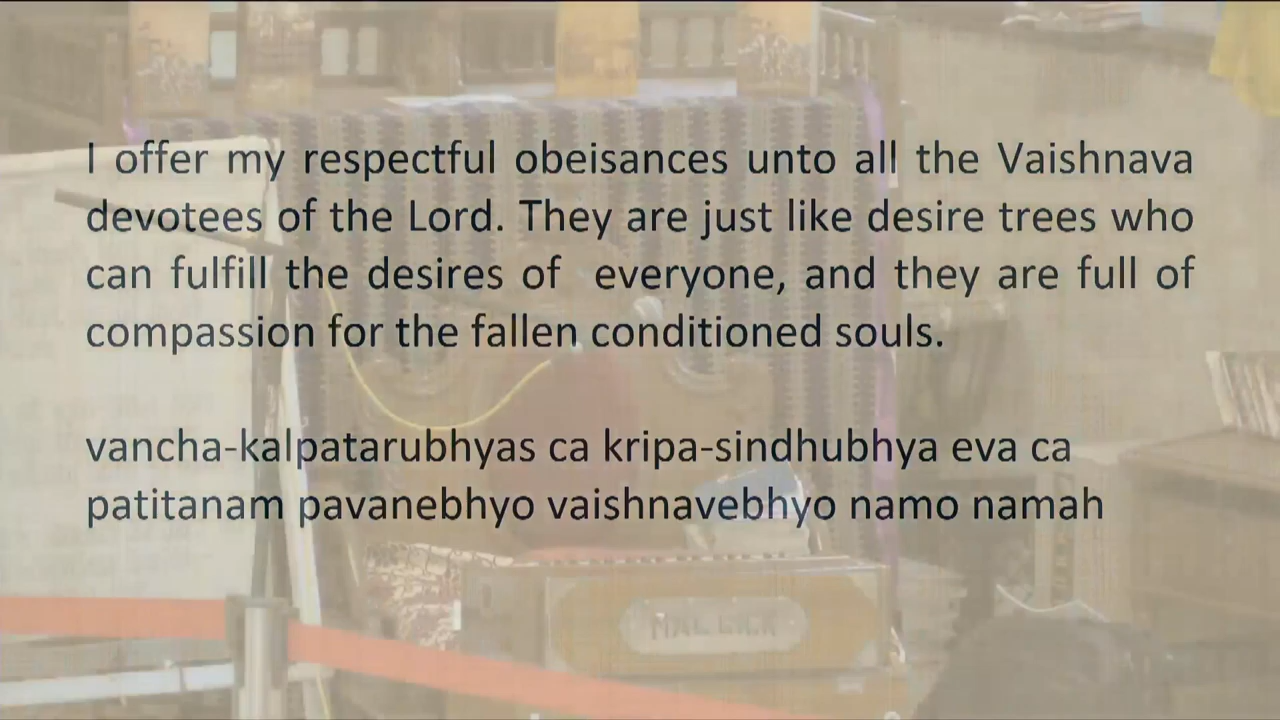 I offer my respectful obeisances unto all the Vaishnava
devotees of the Lord. They are just like desire trees who
can fulfill the desires of everyone, and they are full of
compassion for the fallen conditioned souls.
vancha-kalpatarubhyas ca kripa-sindhubhya eva ca
patitanam pavanebhyo vaishnavebhyo namo namah